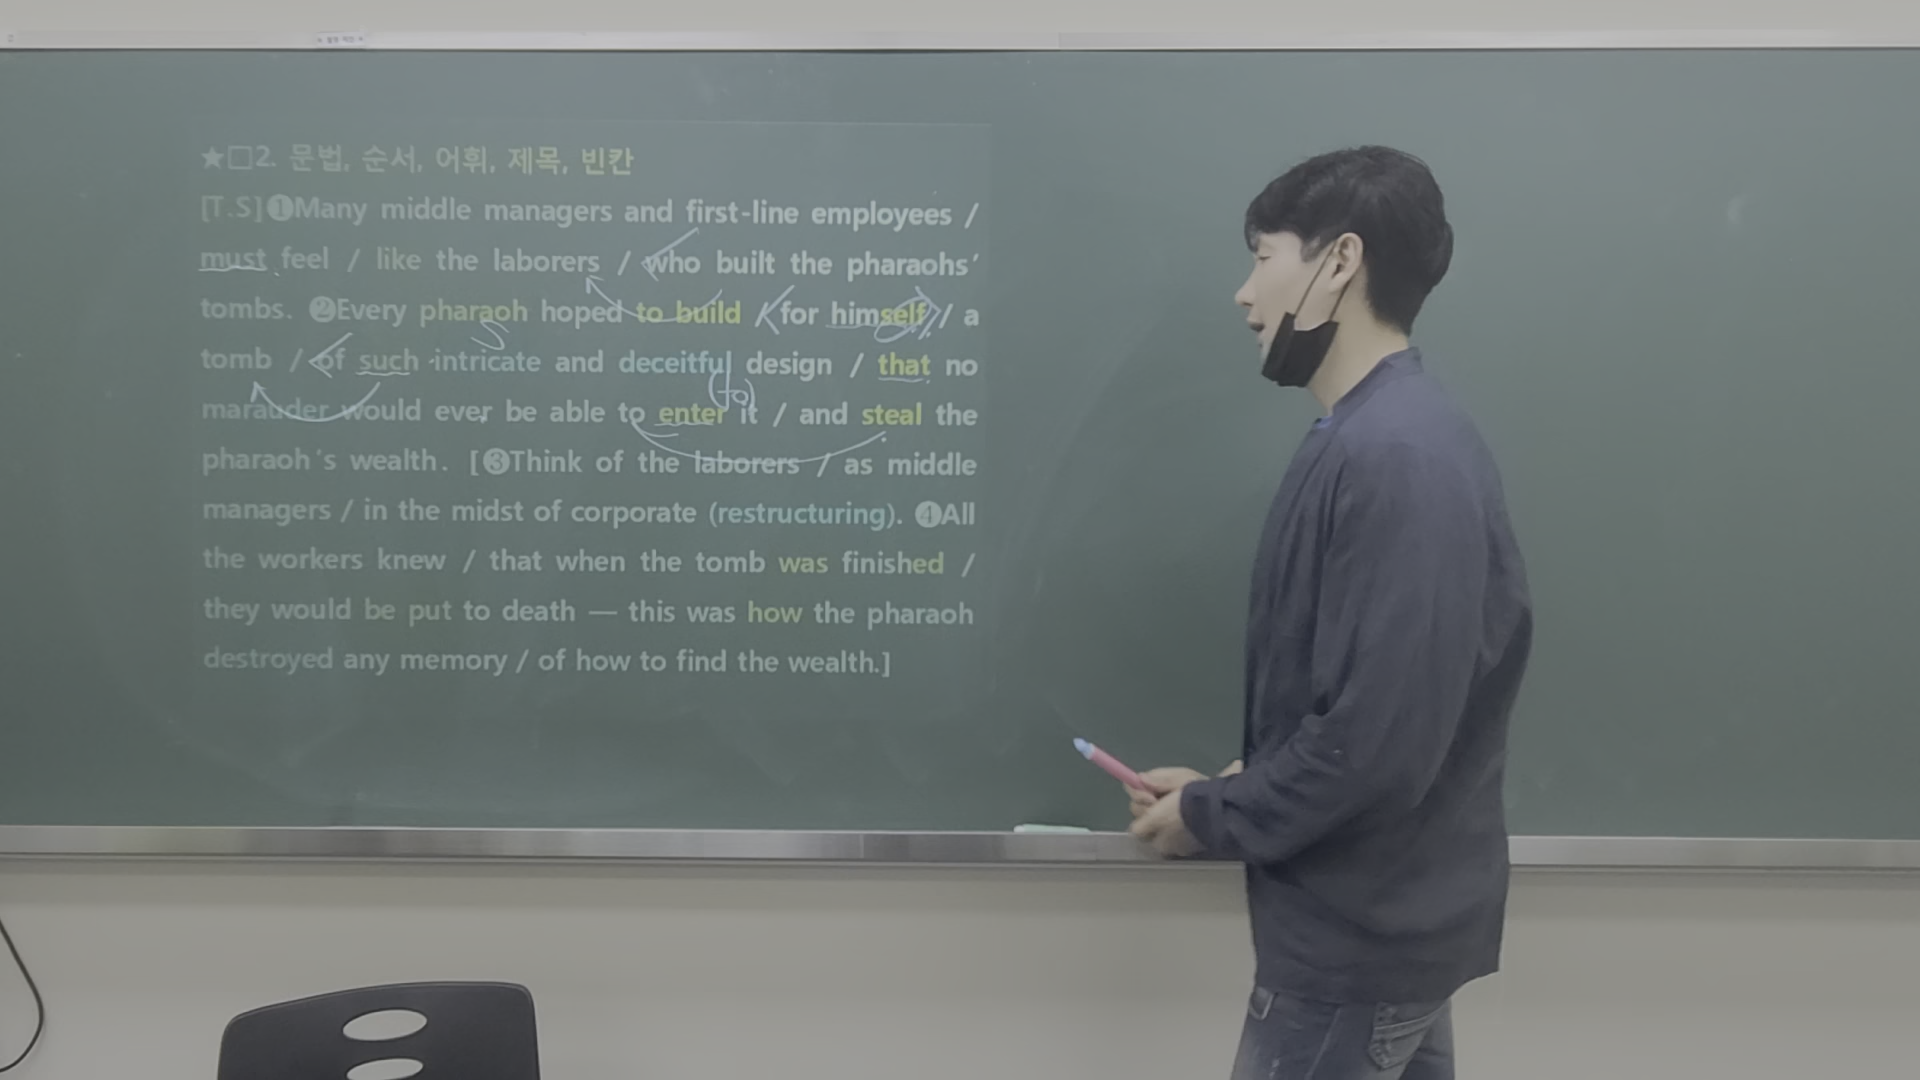 ★□2. 문법, 순서, 어휘, 제목, 빈칸
[T.S]❶Many middle managers and first-line employees /
must feel / like the laborers / who built the pharaohs'
tombs. ❷Every pharaoh hoped to build / for himself / a
S
tomb / of such intricate and deceitful design / that no
(to)
marauder would ever be able to enter it / and steal the
pharaoh's wealth. [❸Think of the laborers / as middle
managers / in the midst of corporate (restructuring). ❹All
the workers knew / that when the tomb was finished /
they would be put to death — this was how the pharaoh
destroyed any memory / of how to find the wealth.]